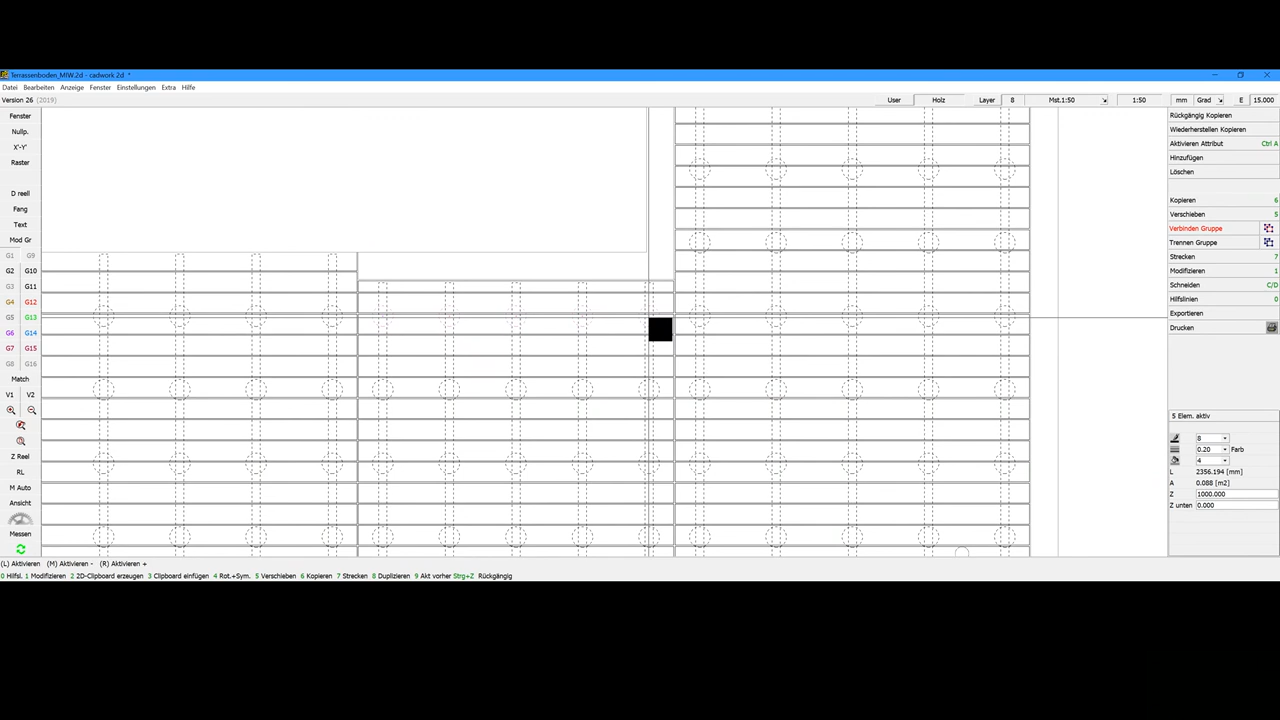 Terrassenboden_MIW.2d - cadwork 2d *
Datei Bearbeiten Anzeige Fenster Einstellungen Extra Hilfe
Version 26 (2019) User Holz Layer 8 Mst.1:50 1:50 mm Grad E 15.000
Fenster
Nullp.
X'-Y'
Raster
D reell
Fang
Text
Mod Gr
G1 G9
G2 G10
G3 G11
G4 G12
G5 G13
G6 G14
G7 G15
G8 G16
Match
V1 V2
Z Reel
RL
M Auto
Ansicht
Messen
Rückgängig Kopieren
Wiederherstellen Kopieren
Aktivieren Attribut Ctrl A
Hinzufügen
Löschen
Kopieren 6
Verschieben 5
Verbinden Gruppe
Trennen Gruppe
Strecken 7
Modifizieren 1
Schneiden C/D
Hilfslinien 0
Exportieren
Drucken
5 Elem. aktiv
8
0.20 Farb
4
L 2356.194 [mm]
A 0.088 [m2]
Z 1000.000
Z unten 0.000
(L) Aktivieren (M) Aktivieren - (R) Aktivieren +
0 Hilfsl. 1 Modifizieren 2 2D-Clipboard erzeugen 3 Clipboard einfügen 4 Rot.+Sym. 5 Verschieben 6 Kopieren 7 Strecken 8 Duplizieren 9 Akt vorher Strg+Z Rückgängig